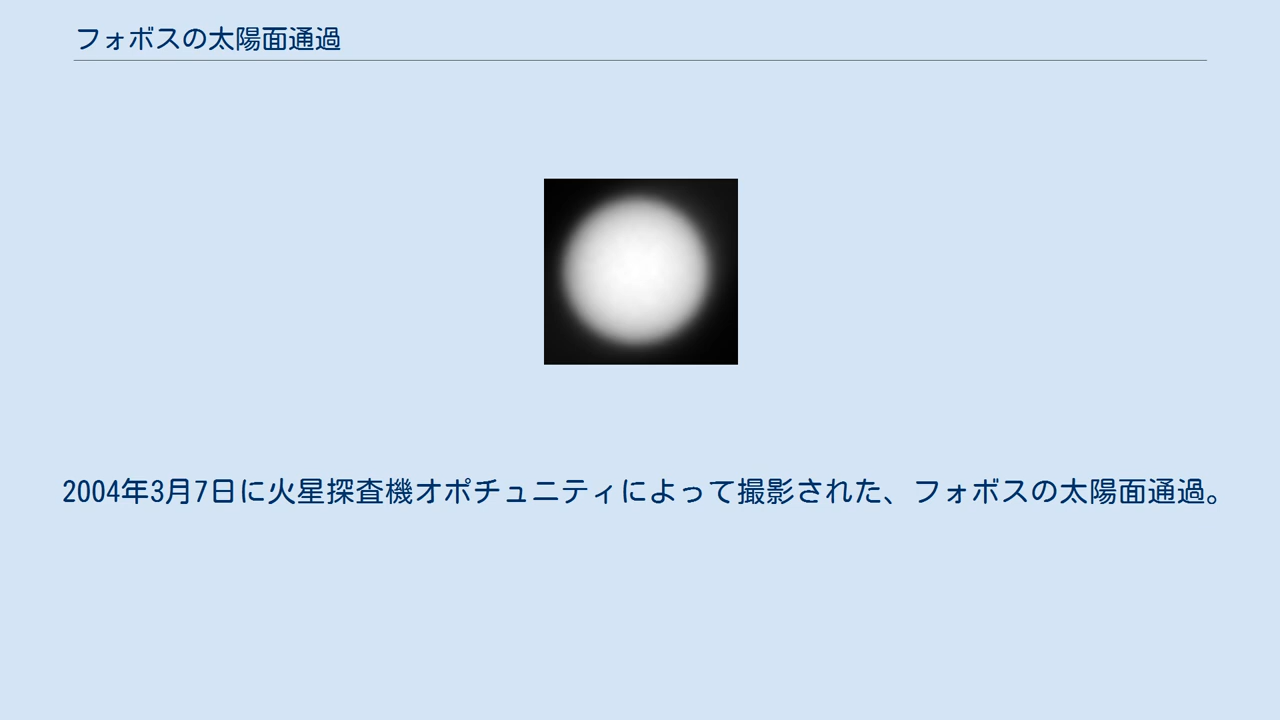 フォボスの太陽面通過
2004年3月7日に火星探査機オポチュニティによって撮影された、フォボスの太陽面通過。